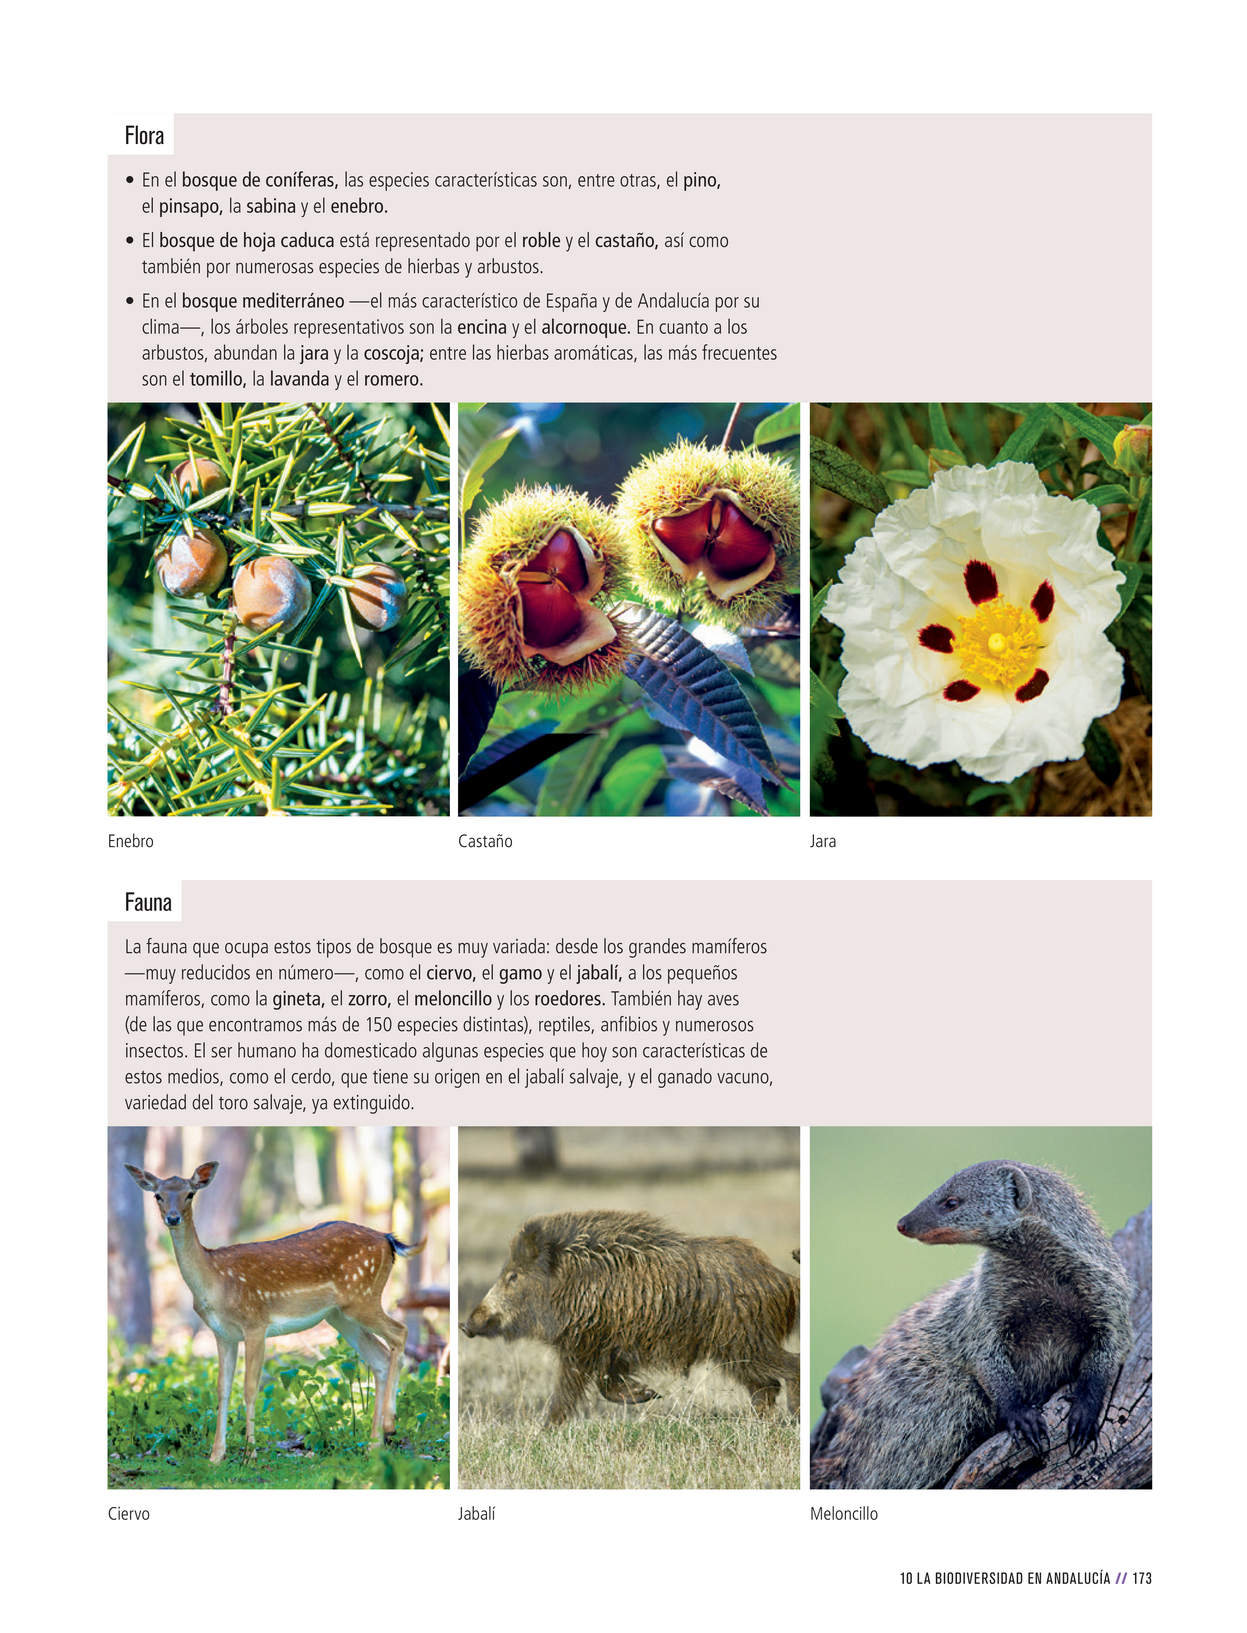 Flora
• En el bosque de coníferas, las especies características son, entre otras, el pino,
el pinsapo, la sabina y el enebro.
• El bosque de hoja caduca está representado por el roble y el castaño, así como
también por numerosas especies de hierbas y arbustos.
• En el bosque mediterráneo —el más característico de España y de Andalucía por su
clima—, los árboles representativos son la encina y el alcornoque. En cuanto a los
arbustos, abundan la jara y la coscoja; entre las hierbas aromáticas, las más frecuentes
son el tomillo, la lavanda y el romero.
Enebro
Castaño
Jara
Fauna
La fauna que ocupa estos tipos de bosque es muy variada: desde los grandes mamíferos
—muy reducidos en número—, como el ciervo, el gamo y el jabalí, a los pequeños
mamíferos, como la gineta, el zorro, el meloncillo y los roedores. También hay aves
(de las que encontramos más de 150 especies distintas), reptiles, anfibios y numerosos
insectos. El ser humano ha domesticado algunas especies que hoy son características de
estos medios, como el cerdo, que tiene su origen en el jabalí salvaje, y el ganado vacuno,
variedad del toro salvaje, ya extinguido.
Ciervo
Jabalí
Meloncillo
10 LA BIODIVERSIDAD EN ANDALUCÍA // 173